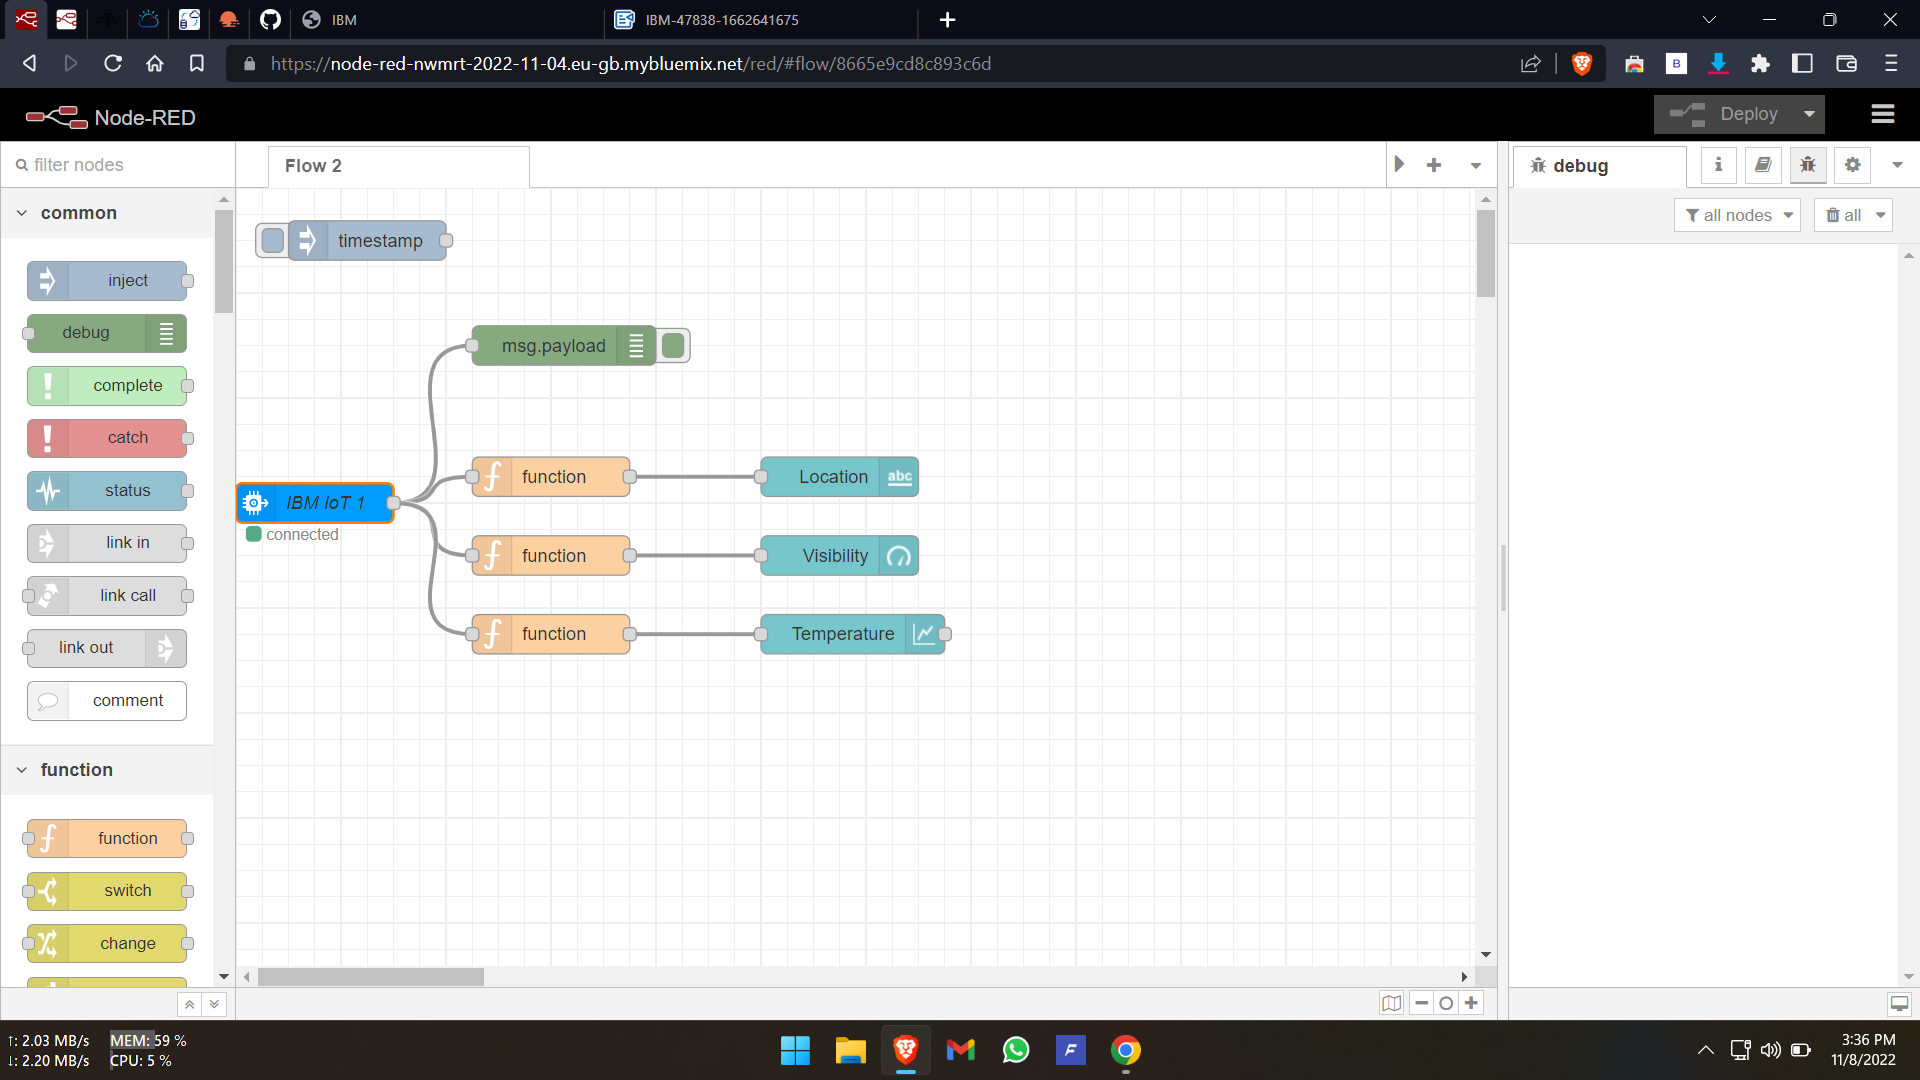 IBM
IBM-47838-1662641675
https://node-red-nwmrt-2022-11-04.eu-gb.mybluemix.net/red/#flow/8665e9cd8c893c6d
Node-RED
Deploy
filter nodes
Flow 2
debug
all nodes
all
common
inject
debug
complete
catch
status
link in
link call
link out
comment
function
function
switch
change
timestamp
msg.payload
IBM IoT 1
connected
function
Location
abc
function
Visibility
function
Temperature
↑: 2.03 MB/s
↓: 2.20 MB/s
MEM: 59 %
CPU: 5 %
3:36 PM
11/8/2022